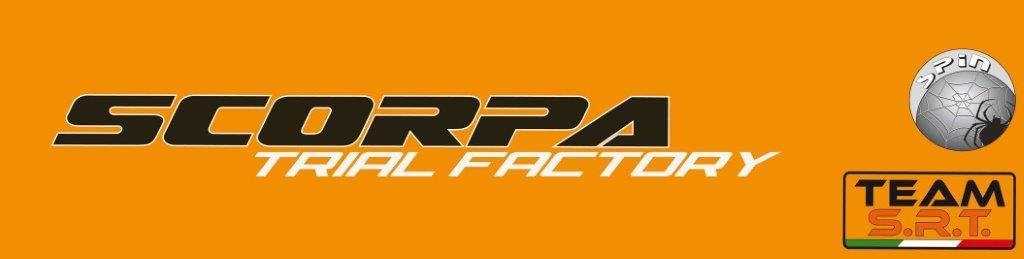 SCORPA
TRIAL FACTORY
SPiN
TEAM
S.R.T.